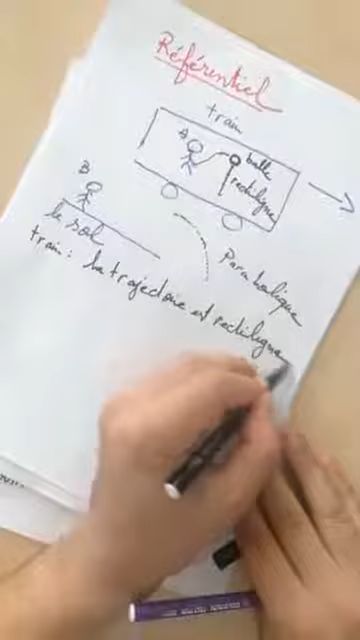 Référentiel
train
A
balle
rectiligne
B
le sol
Parabolique
train : la trajectoire est rectiligne